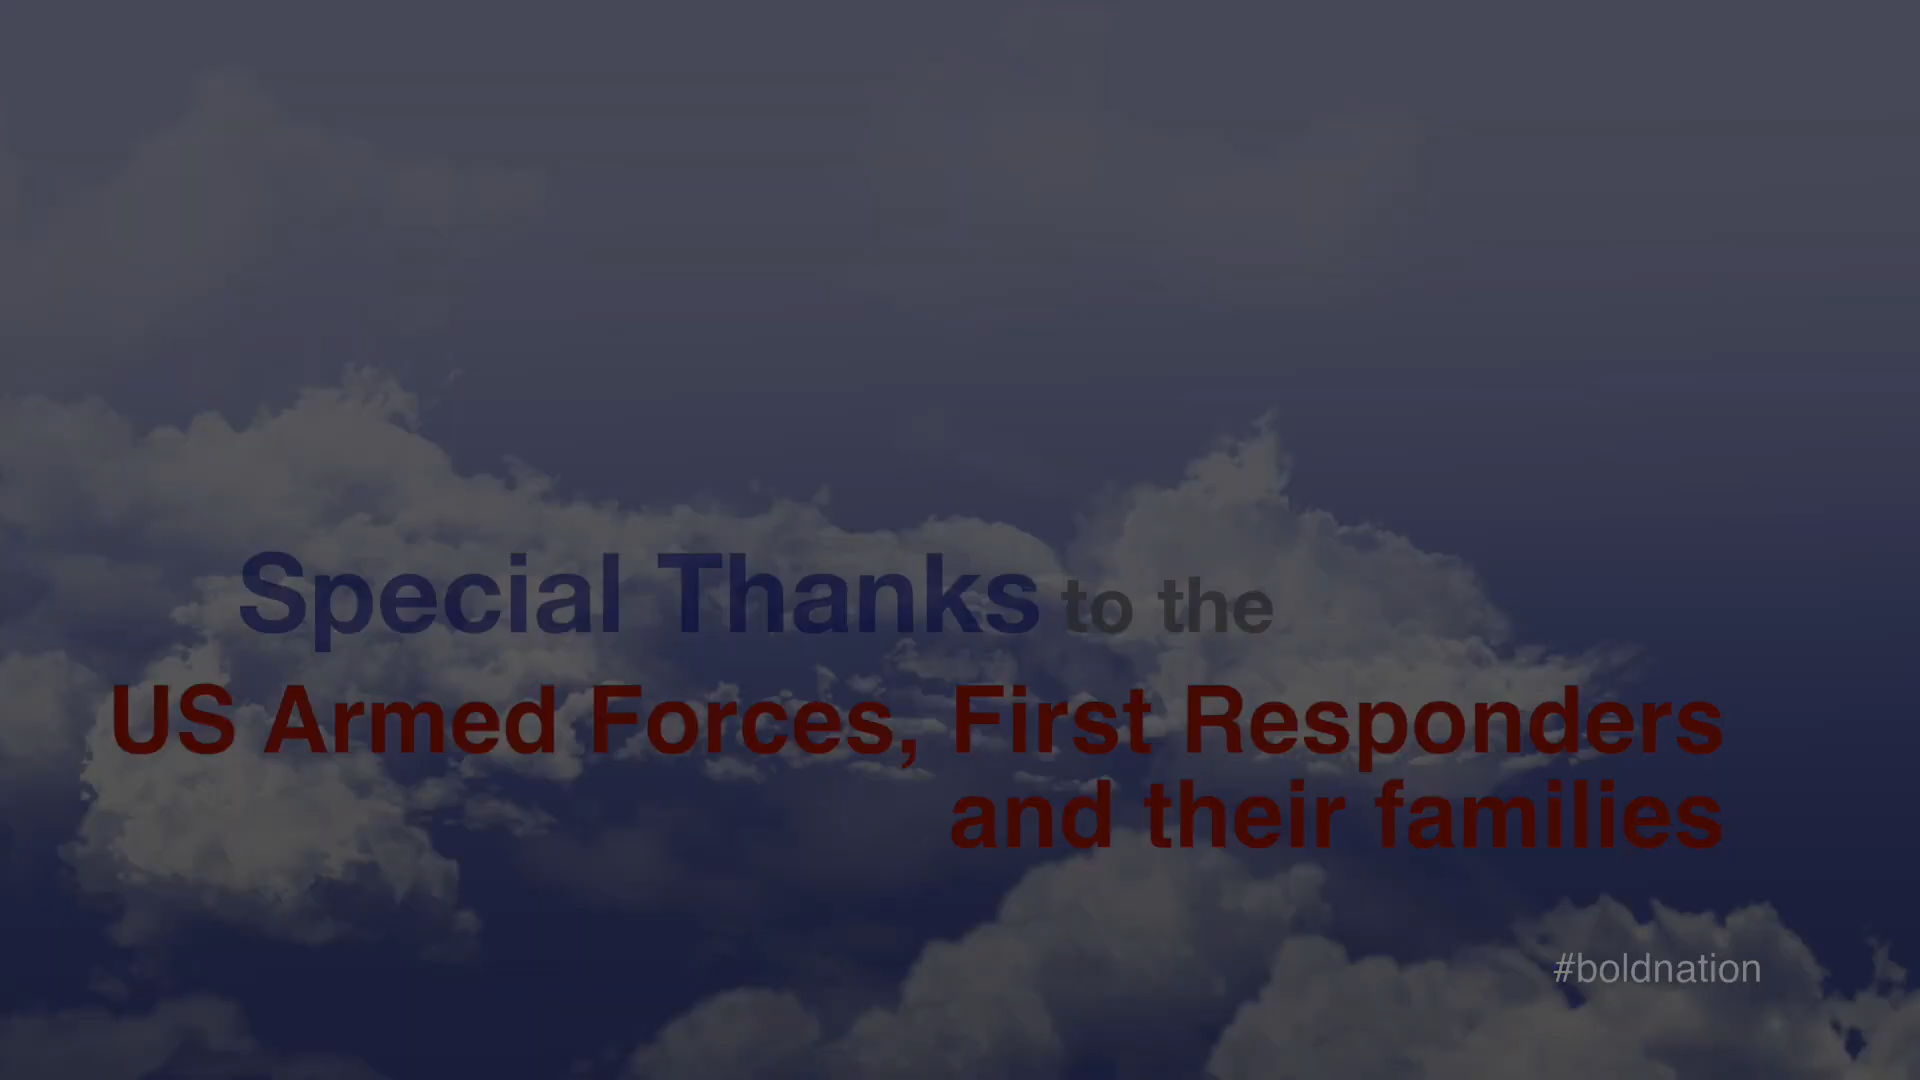 Special Thanks to the
US Armed Forces, First Responders
and their families
#boldnation